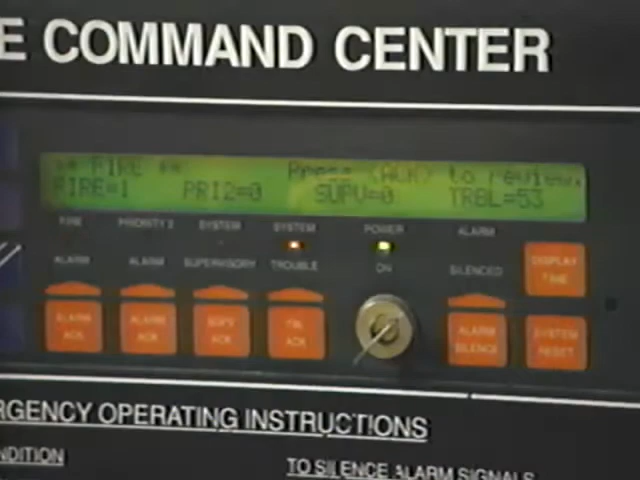 E COMMAND CENTER
** FIRE ** Press (ACK) to review
FIRE=1 PRI2=0 SUPV=0 TRBL=53
FIRE PRIORITY 2 SYSTEM SYSTEM POWER ALARM
ALARM ALARM SUPERVISORY TROUBLE ON SILENCED
DISPLAY TIME
ALARM ACK
ALARM ACK
SUPV ACK
TBL ACK
ALARM SILENCE
SYSTEM RESET
RGENCY OPERATING INSTRUCTIONS
NDITION
TO SILENCE ALARM SIGNALS